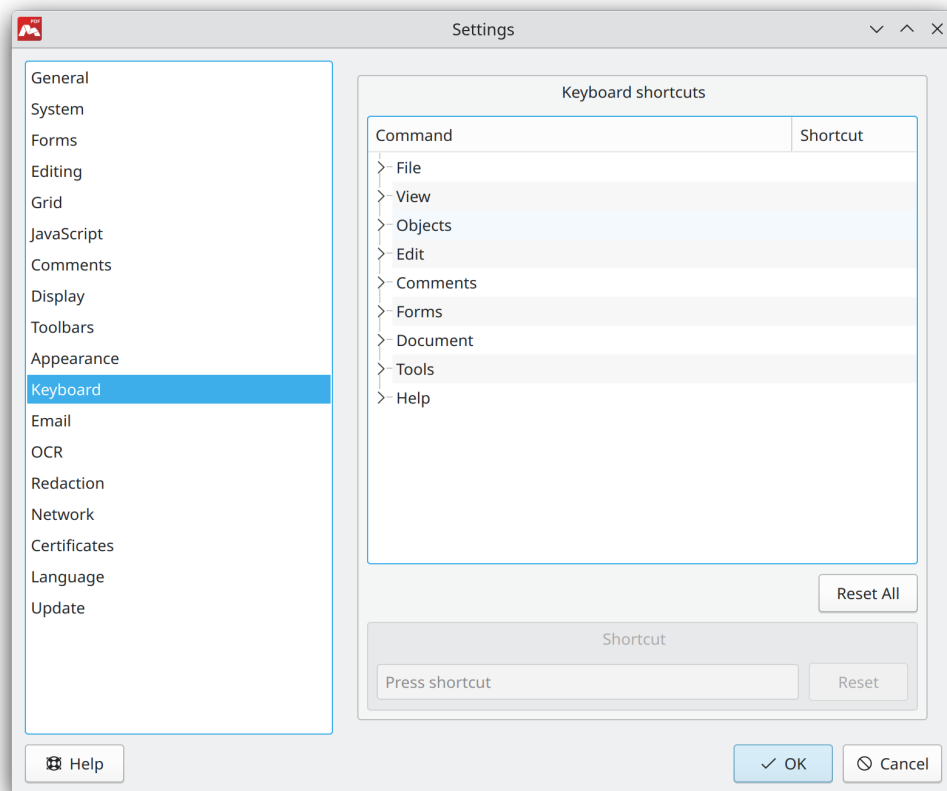 PDF
Settings
General
System
Forms
Editing
Grid
JavaScript
Comments
Display
Toolbars
Appearance
Keyboard
Email
OCR
Redaction
Network
Certificates
Language
Update
Keyboard shortcuts
Command Shortcut
File
View
Objects
Edit
Comments
Forms
Document
Tools
Help
Reset All
Shortcut
Press shortcut Reset
Help OK Cancel